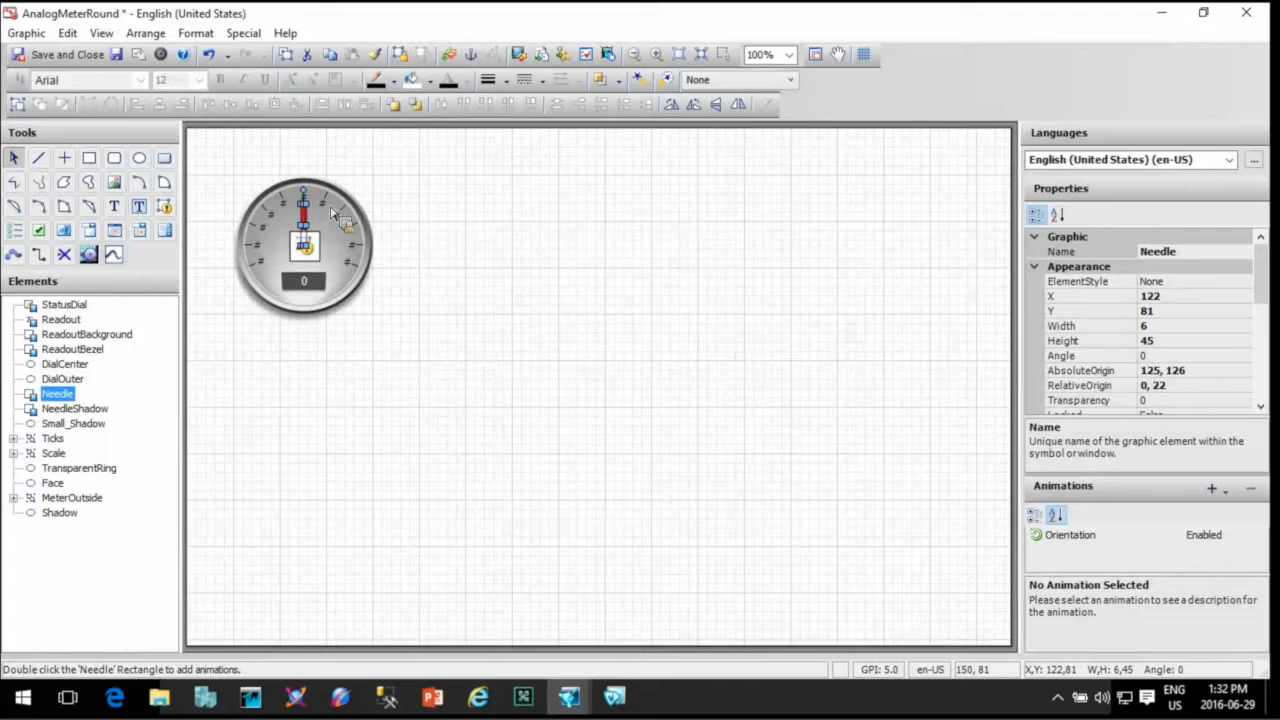 AnalogMeterRound * - English (United States)
Graphic Edit View Arrange Format Special Help
Save and Close 100%
Arial 12 None
Tools
Elements
StatusDial
Readout
ReadoutBackground
ReadoutBezel
DialCenter
DialOuter
Needle
NeedleShadow
Small_Shadow
Ticks
Scale
TransparentRing
Face
MeterOutside
Shadow
# # # # # # # #
0
Languages
English (United States) (en-US)
Properties
Graphic
Name Needle
Appearance
ElementStyle None
X 122
Y 81
Width 6
Height 45
Angle 0
AbsoluteOrigin 125, 126
RelativeOrigin 0, 22
Transparency 0
Name
Unique name of the graphic element within the
symbol or window.
Animations
Orientation Enabled
No Animation Selected
Please select an animation to see a description for
the animation.
Double click the 'Needle' Rectangle to add animations. GPI: 5.0 en-US 150, 81 X,Y: 122,81 W,H: 6,45 Angle: 0
ENG 1:32 PM
US 2016-06-29